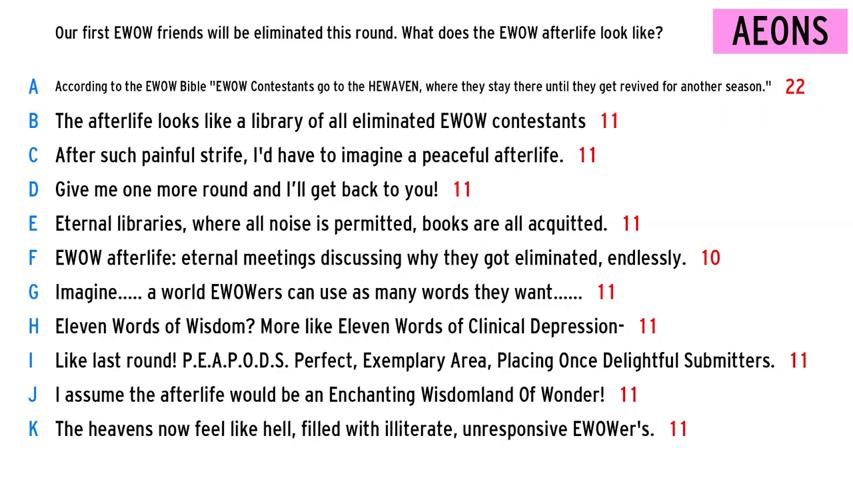 Our first EWOW friends will be eliminated this round. What does the EWOW afterlife look like?
AEONS
A According to the EWOW Bible "EWOW Contestants go to the HEWAVEN, where they stay there until they get revived for another season." 22
B The afterlife looks like a library of all eliminated EWOW contestants 11
C After such painful strife, I'd have to imagine a peaceful afterlife. 11
D Give me one more round and I’ll get back to you! 11
E Eternal libraries, where all noise is permitted, books are all acquitted. 11
F EWOW afterlife: eternal meetings discussing why they got eliminated, endlessly. 10
G Imagine..... a world EWOWers can use as many words they want...... 11
H Eleven Words of Wisdom? More like Eleven Words of Clinical Depression- 11
I Like last round! P.E.A.P.O.D.S. Perfect, Exemplary Area, Placing Once Delightful Submitters. 11
J I assume the afterlife would be an Enchanting Wisdomland Of Wonder! 11
K The heavens now feel like hell, filled with illiterate, unresponsive EWOWer's. 11